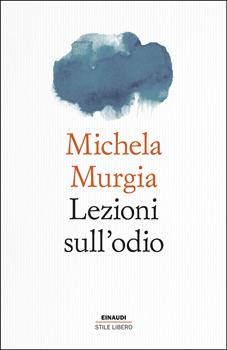 Michela
Murgia
Lezioni
sull'odio
EINAUDI
STILE LIBERO